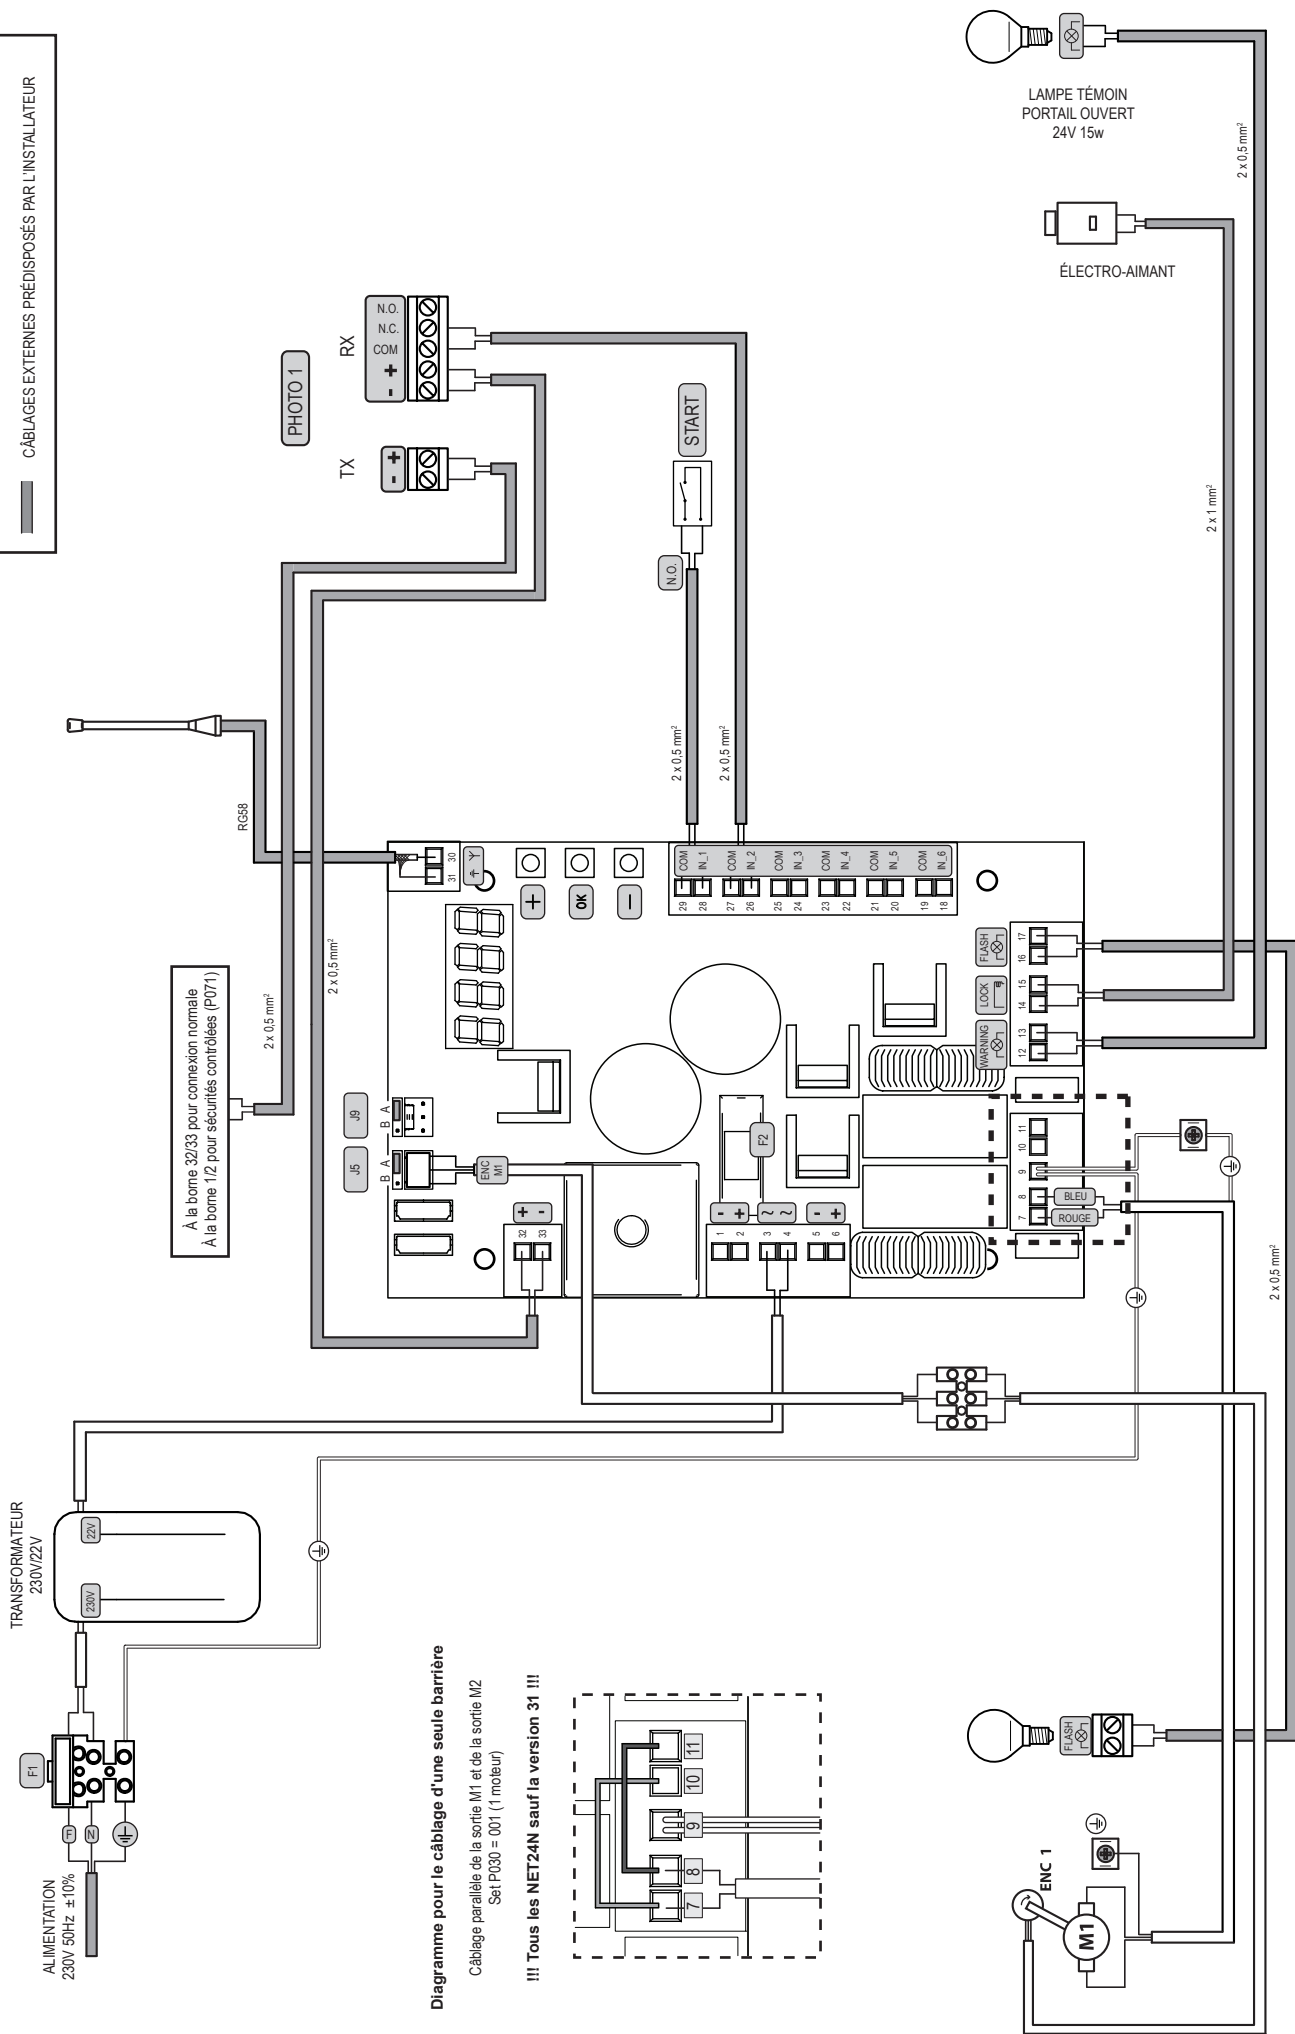 CÂBLAGES EXTERNES PRÉDISPOSÉS PAR L'INSTALLATEUR
LAMPE TÉMOIN
PORTAIL OUVERT
24V 15w
2 x 0,5 mm²
ÉLECTRO-AIMANT
2 x 1 mm²
PHOTO 1
TX
- +
RX
- + COM N.C. N.O.
START
N.O.
2 x 0,5 mm²
2 x 0,5 mm²
RG58
À la borne 32/33 pour connexion normale
À la borne 1/2 pour sécurités contrôlées (P071)
2 x 0,5 mm²
2 x 0,5 mm²
31 30
+
OK
-
COM IN_1 COM IN_2 COM IN_3 COM IN_4 COM IN_5 COM IN_6
29 28 27 26 25 24 23 22 21 20 19 18
J5
B A
J9
B A
ENC
M1
+ -
32 33
- + ~ ~ - +
1 2 3 4 5 6
F2
WARNING
LOCK
FLASH
12 13 14 15 16 17
7 8 9 10 11
ROUGE
BLEU
2 x 0,5 mm²
TRANSFORMATEUR
230V/22V
230V
22V
F1
F
N
ALIMENTATION
230V 50Hz ±10%
Diagramme pour le câblage d'une seule barrière
Câblage parallèle de la sortie M1 et de la sortie M2
Set P030 = 001 (1 moteur)
!!! Tous les NET24N sauf la version 31 !!!
7 8 9 10 11
FLASH
ENC 1
M1